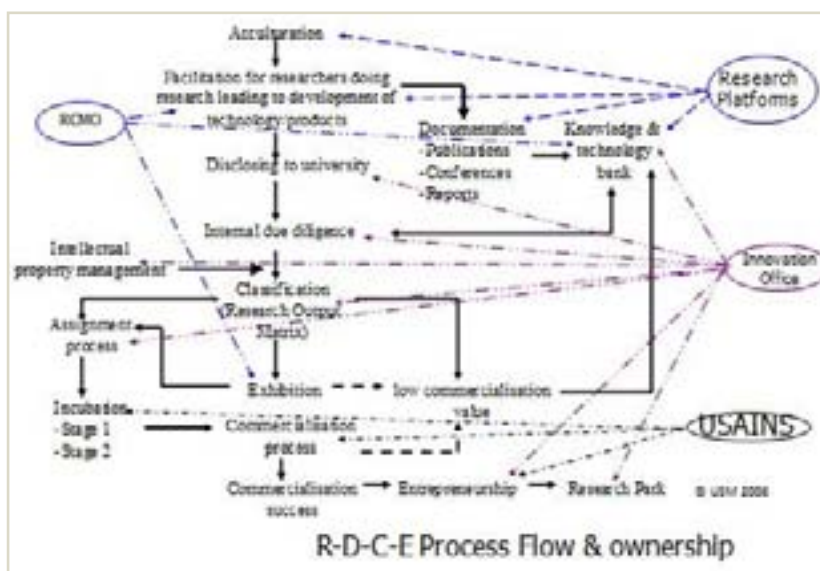 Acculturation
Facilitation for researchers doing
research leading to development of
technology products
Research
Platforms
RCMO
Documentation
-Publications
-Conferences
-Reports
Knowledge &
technology
bank
Disclosing to university
Internal due diligence
Intellectual
property management
Innovation
Office
Classification
(Research Output
Matrix)
Assignment
process
Exhibition
low commercialisation
value
Incubation
-Stage 1
-Stage 2
Commercialisation
process
USAINS
Commercialisation
success
Entrepreneurship
Research Park
© USM 2006
R-D-C-E Process Flow & ownership